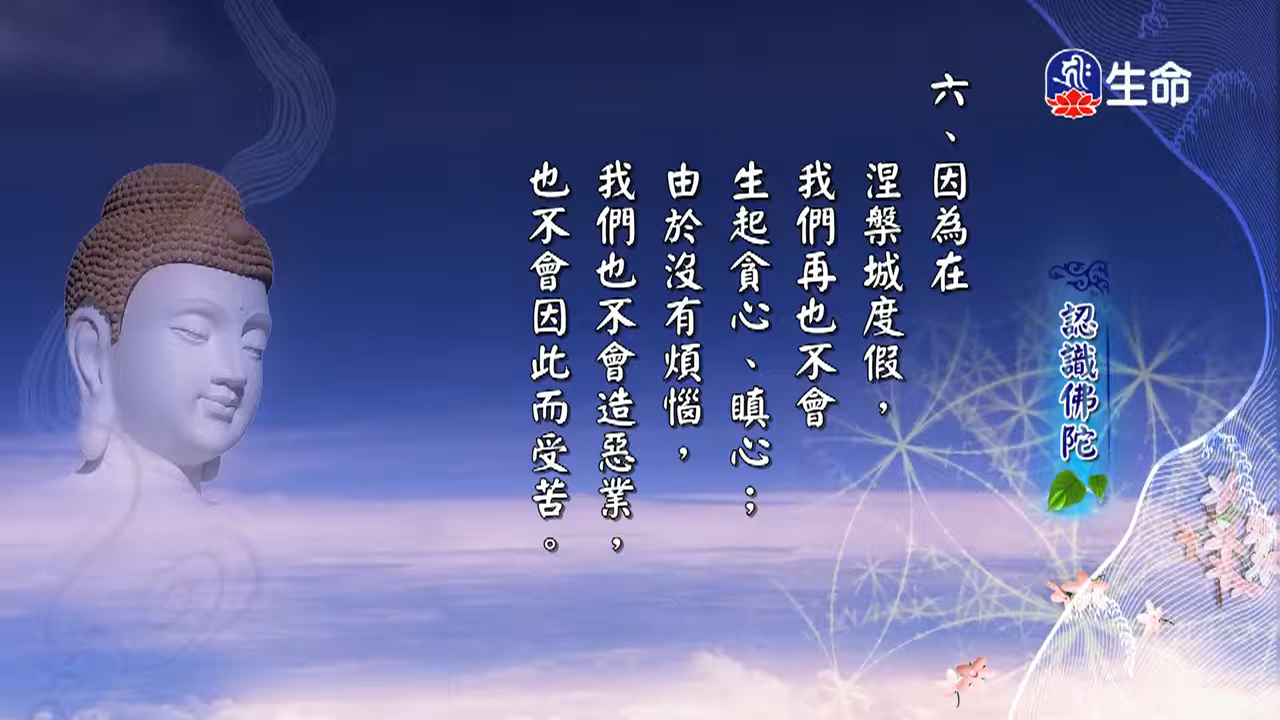 生命
認識佛陀
六、因為在
涅槃城度假，
我們再也不會
生起貪心、瞋心；
由於沒有煩惱，
我們也不會造惡業，
也不會因此而受苦。